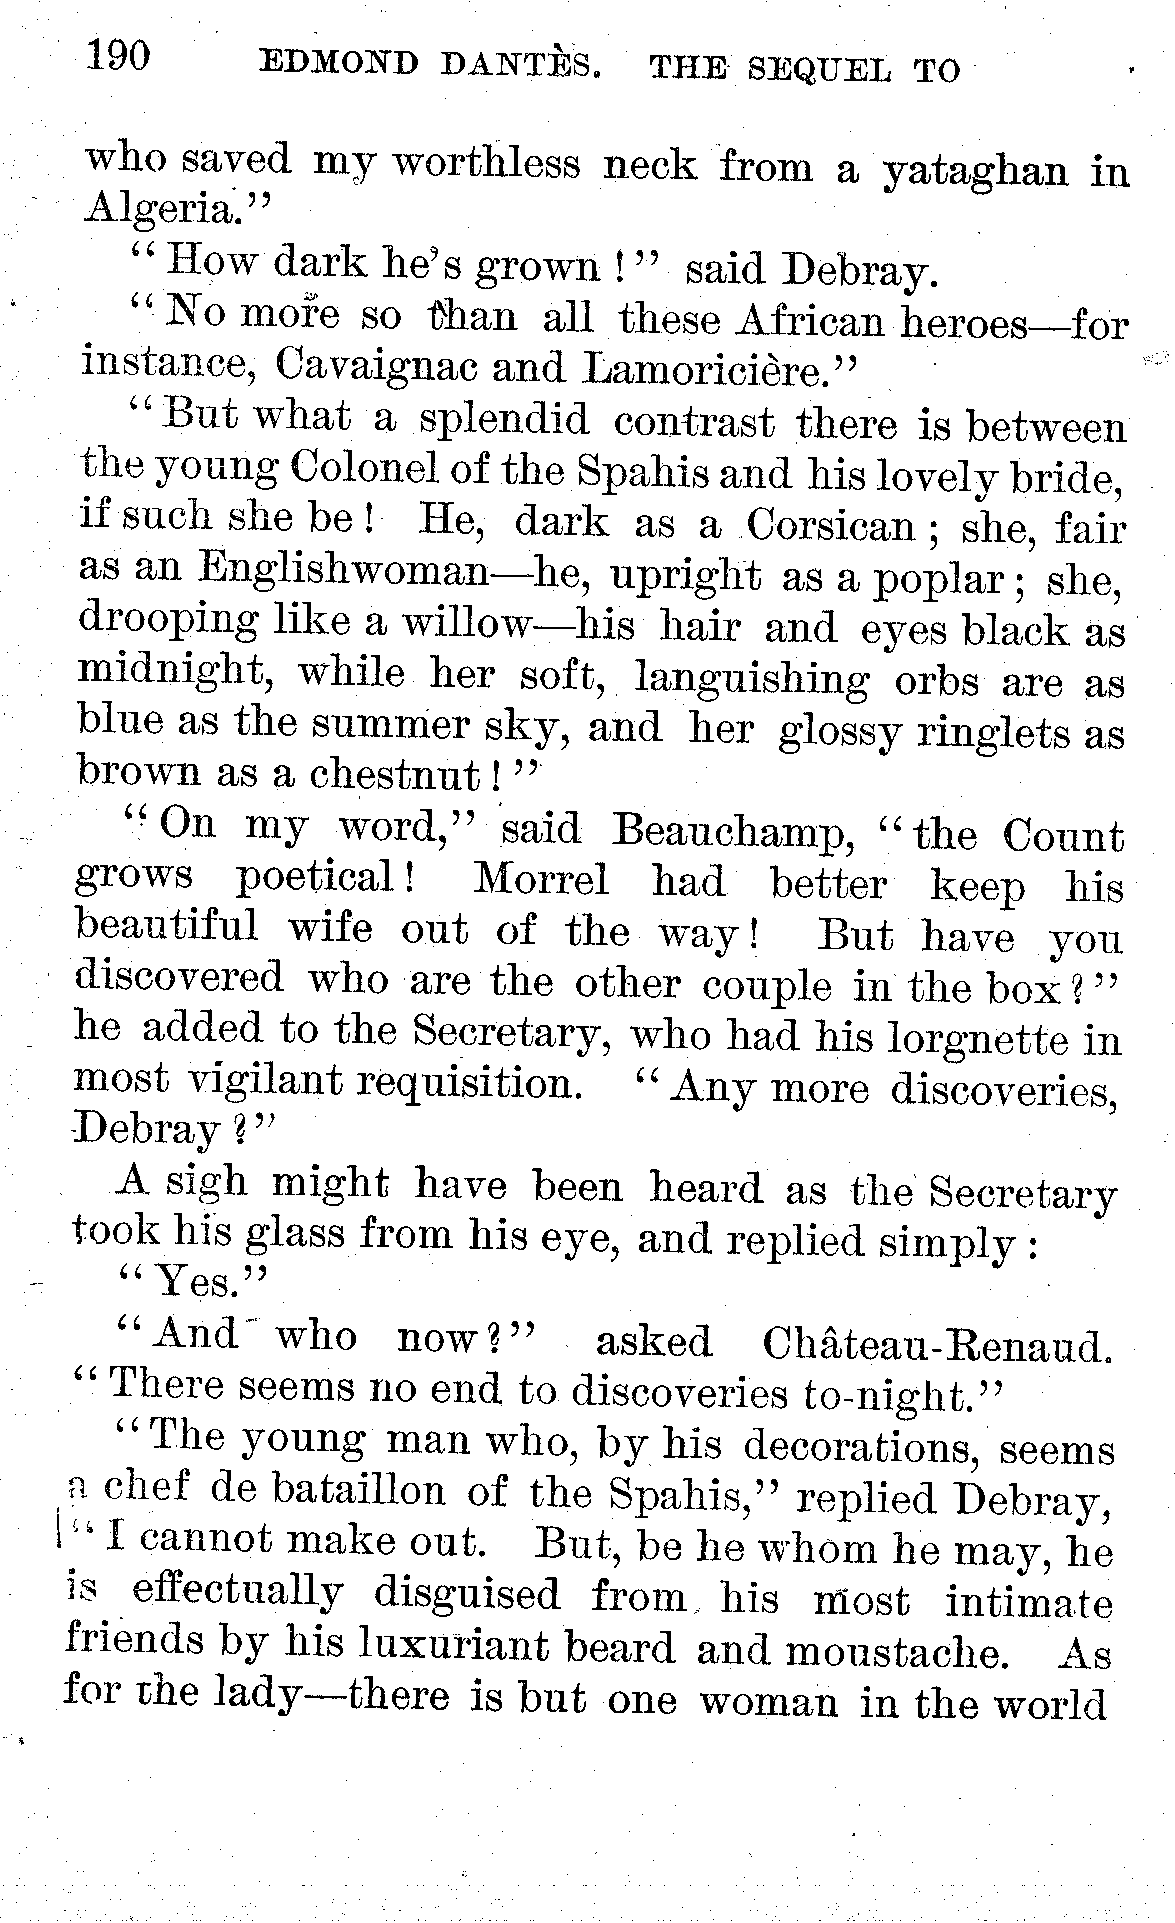 190 EDMOND DANTÈS. THE SEQUEL TO
who saved my worthless neck from a yataghan in
Algeria."
"How dark he's grown!" said Debray.
"No more so than all these African heroes—for
instance, Cavaignac and Lamoricière."
"But what a splendid contrast there is between
the young Colonel of the Spahis and his lovely bride,
if such she be! He, dark as a Corsican; she, fair
as an Englishwoman—he, upright as a poplar; she,
drooping like a willow—his hair and eyes black as
midnight, while her soft, languishing orbs are as
blue as the summer sky, and her glossy ringlets as
brown as a chestnut!"
"On my word," said Beauchamp, "the Count
grows poetical! Morrel had better keep his
beautiful wife out of the way! But have you
discovered who are the other couple in the box?"
he added to the Secretary, who had his lorgnette in
most vigilant requisition. "Any more discoveries,
Debray?"
A sigh might have been heard as the Secretary
took his glass from his eye, and replied simply:
"Yes."
"And who now?" asked Château-Renaud.
"There seems no end to discoveries to-night."
"The young man who, by his decorations, seems
a chef de bataillon of the Spahis," replied Debray,
"I cannot make out. But, be he whom he may, he
is effectually disguised from his most intimate
friends by his luxuriant beard and moustache. As
for the lady—there is but one woman in the world